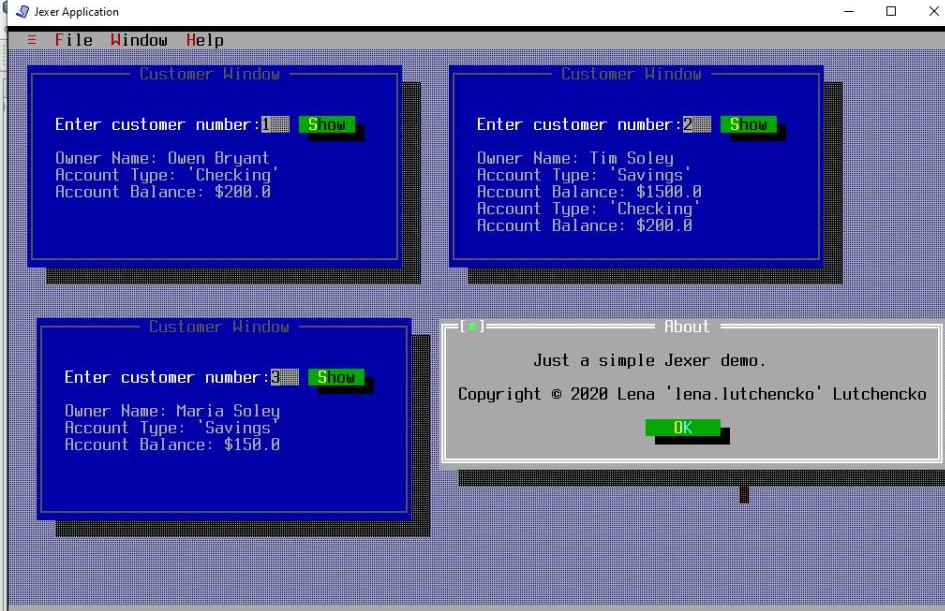 Jexer Application
≡ File Window Help
Customer Window
Enter customer number:1 Show
Owner Name: Owen Bryant
Account Type: 'Checking'
Account Balance: $200.0
Customer Window
Enter customer number:2 Show
Owner Name: Tim Soley
Account Type: 'Savings'
Account Balance: $1500.0
Account Type: 'Checking'
Account Balance: $200.0
Customer Window
Enter customer number:3 Show
Owner Name: Maria Soley
Account Type: 'Savings'
Account Balance: $150.0
About
Just a simple Jexer demo.
Copyright © 2020 Lena 'lena.lutchencko' Lutchencko
OK